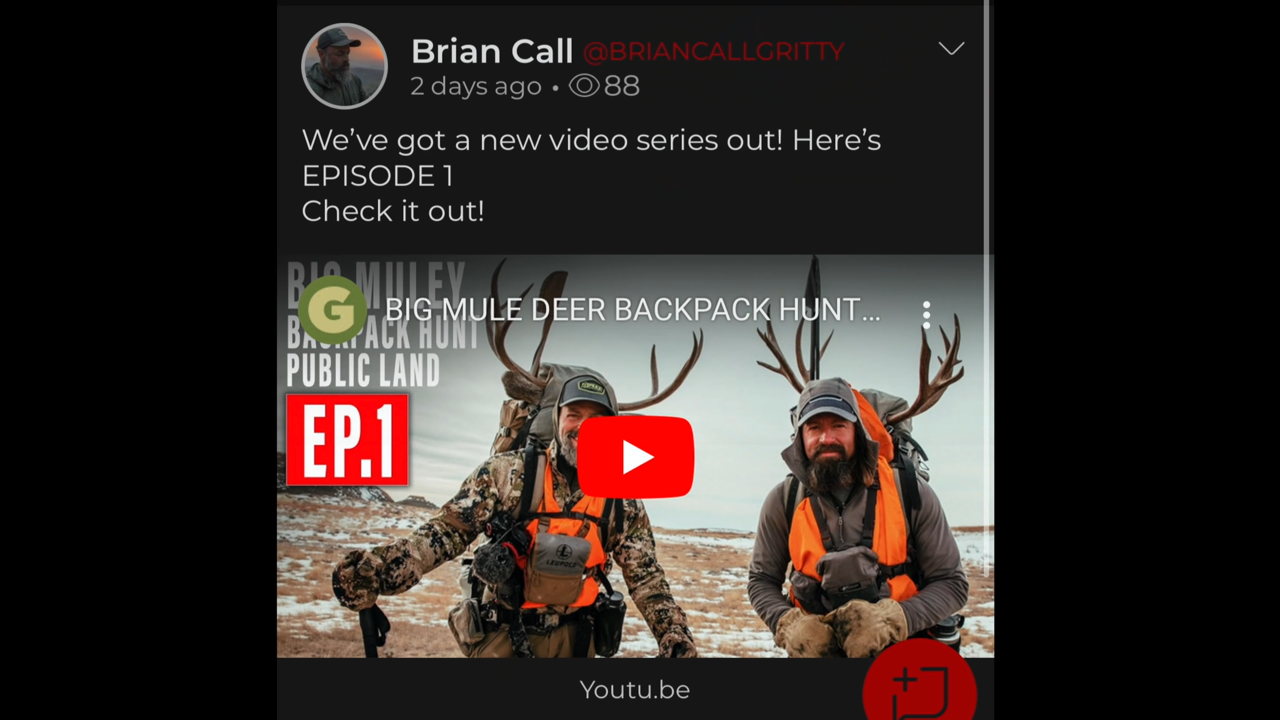 Brian Call @BRIANCALLGRITTY
2 days ago • 88
We’ve got a new video series out! Here’s
EPISODE 1
Check it out!
BIG MULEY
G BIG MULE DEER BACKPACK HUNT...
BACKPACK HUNT
PUBLIC LAND
EP.1
LEUPOLD
Youtu.be